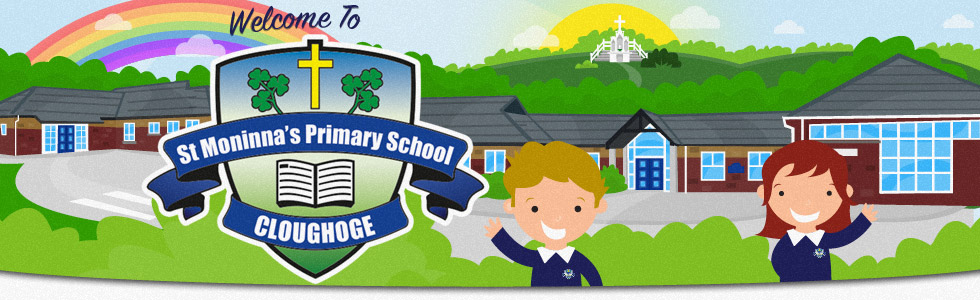 Welcome To
St Moninna's Primary School
CLOUGHOGE